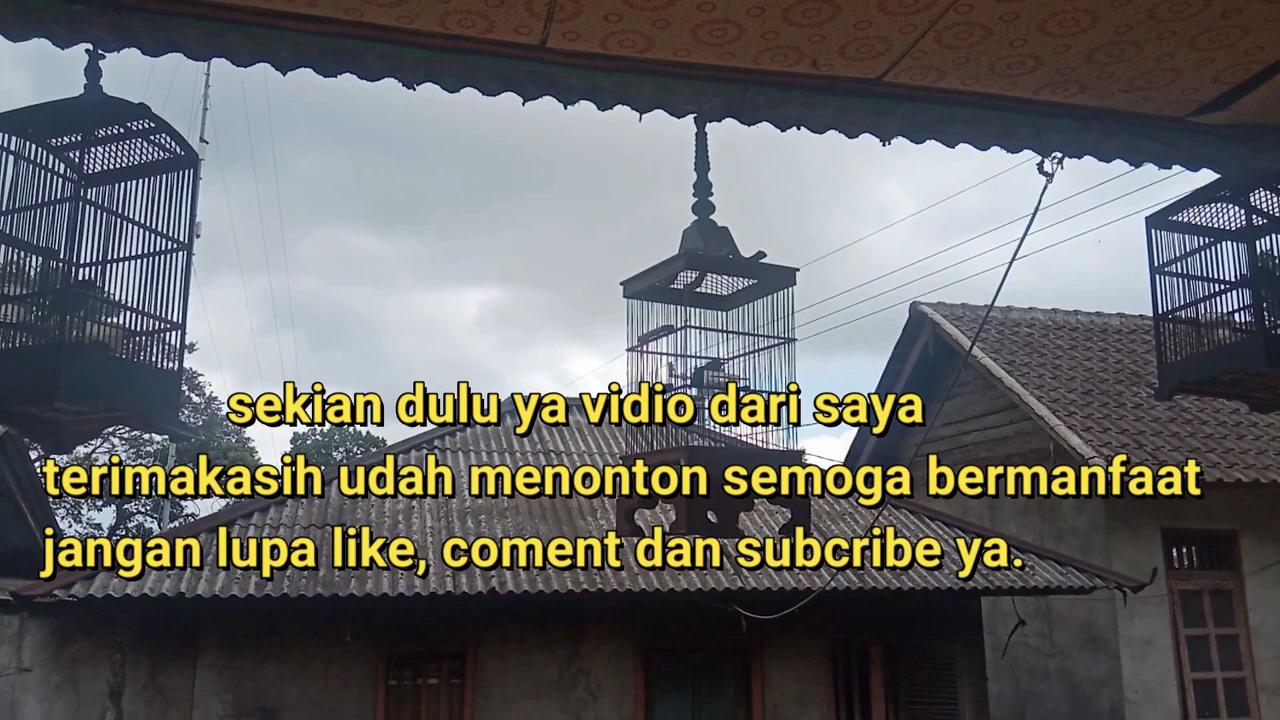 sekian dulu ya vidio dari saya
terimakasih udah menonton semoga bermanfaat
jangan lupa like, coment dan subcribe ya.